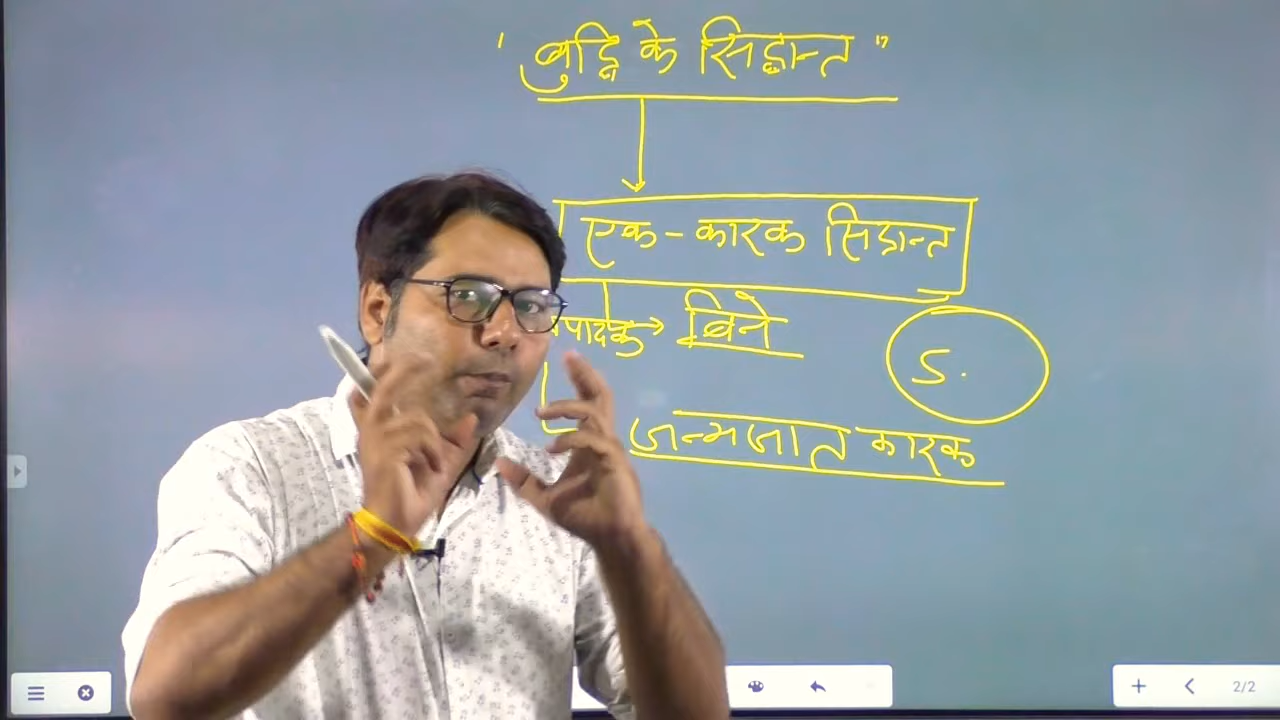 ' बुद्धि के सिद्धान्त "
एक - कारक सिद्धान्त
पादक → बिने
S.
जन्मजात कारक
2/2